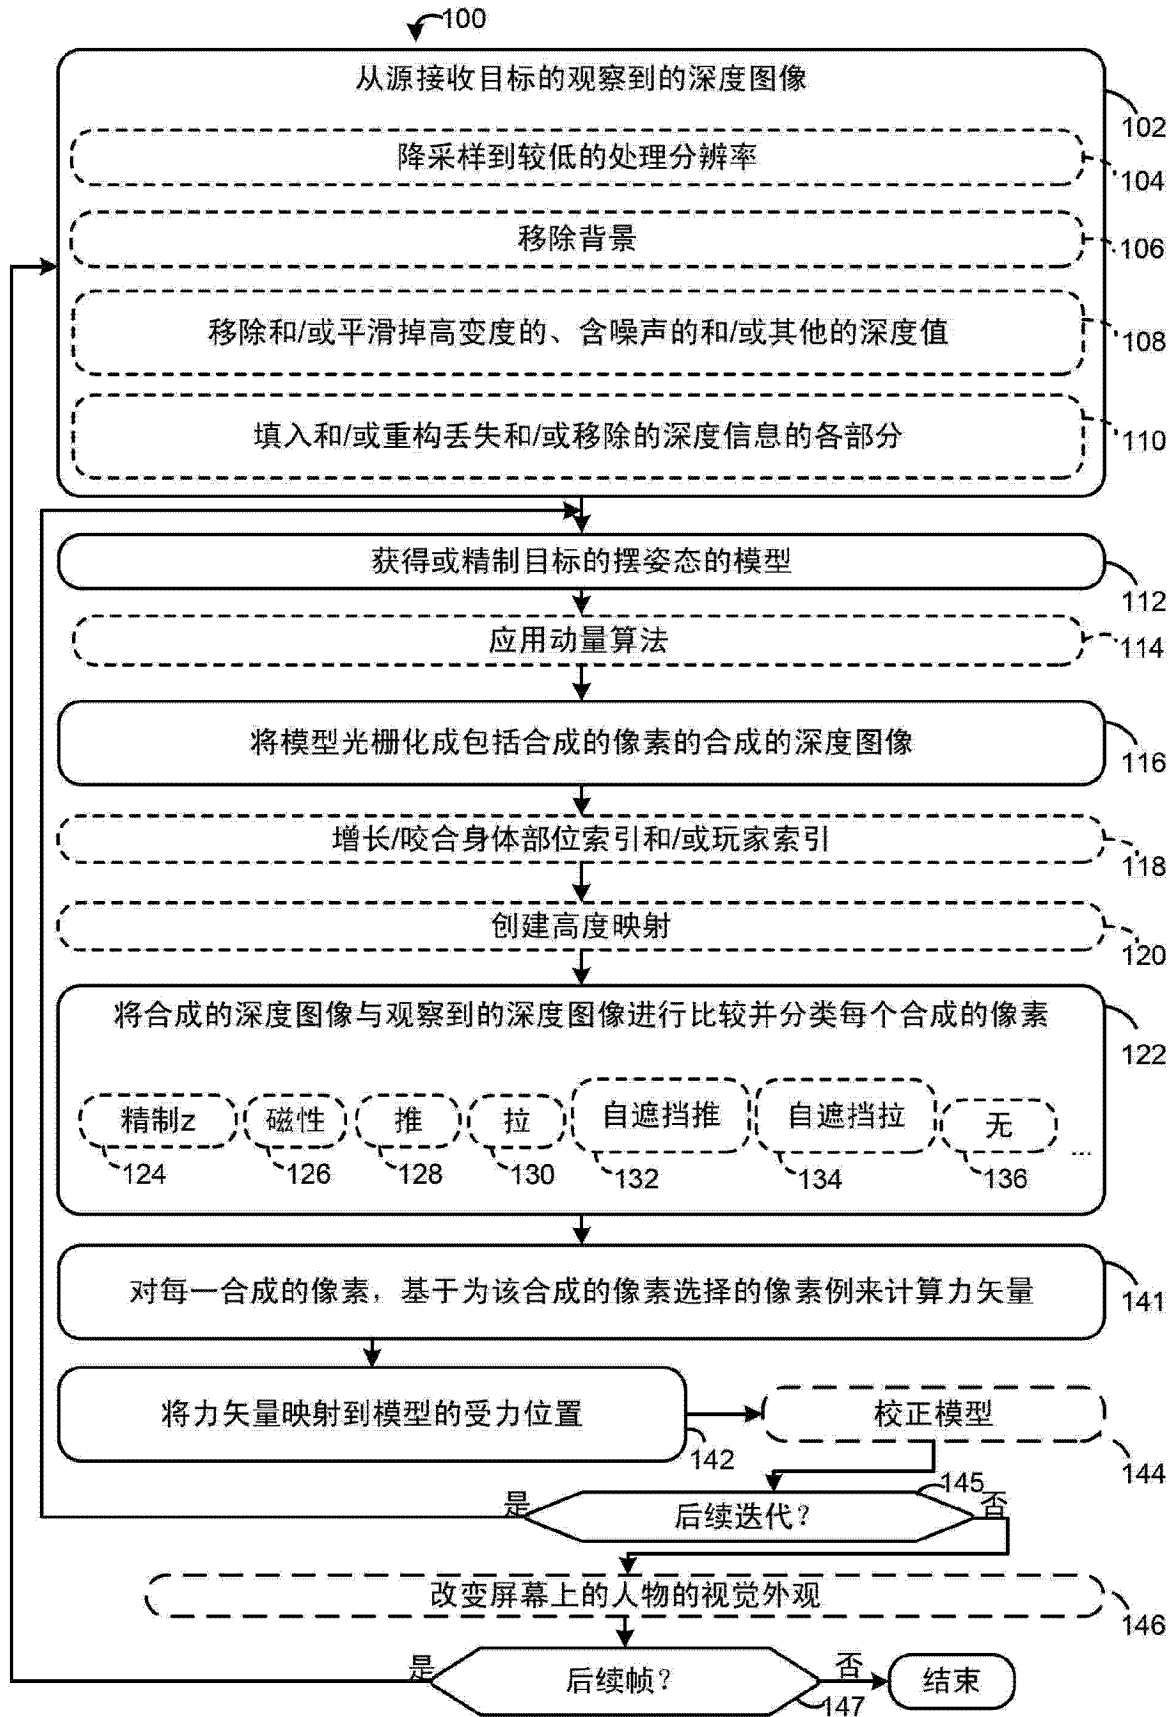 100
从源接收目标的观察到的深度图像
102
降采样到较低的处理分辨率
104
移除背景
106
移除和/或平滑掉高变度的、含噪声的和/或其他的深度值
108
填入和/或重构丢失和/或移除的深度信息的各部分
110
获得或精制目标的摆姿态的模型
112
应用动量算法
114
将模型光栅化成包括合成的像素的合成的深度图像
116
增长/咬合身体部位索引和/或玩家索引
118
创建高度映射
120
将合成的深度图像与观察到的深度图像进行比较并分类每个合成的像素
122
精制z 磁性 推 拉 自遮挡推 自遮挡拉 无 ...
124 126 128 130 132 134 136
对每一合成的像素，基于为该合成的像素选择的像素例来计算力矢量
141
将力矢量映射到模型的受力位置
142
校正模型
144
145
是 后续迭代？ 否
改变屏幕上的人物的视觉外观
146
是 后续帧？ 否 结束
147